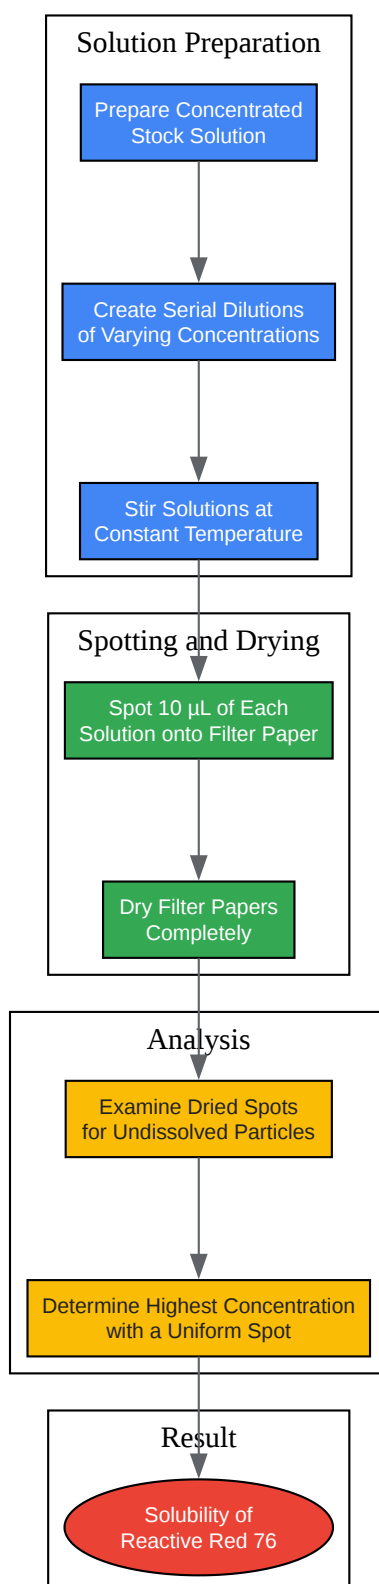 Solution Preparation
Prepare Concentrated
Stock Solution
Create Serial Dilutions
of Varying Concentrations
Stir Solutions at
Constant Temperature
Spotting and Drying
Spot 10 µL of Each
Solution onto Filter Paper
Dry Filter Papers
Completely
Analysis
Examine Dried Spots
for Undissolved Particles
Determine Highest Concentration
with a Uniform Spot
Result
Solubility of
Reactive Red 76